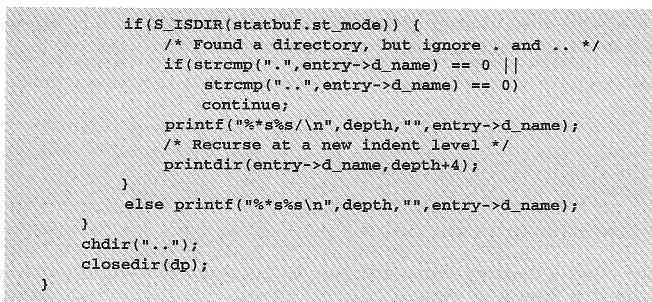 if(S_ISDIR(statbuf.st_mode)) {
/* Found a directory, but ignore . and .. */
if(strcmp(".",entry->d_name) == 0 ||
strcmp("..",entry->d_name) == 0)
continue;
printf("%*s%s/\n",depth,"",entry->d_name);
/* Recurse at a new indent level */
printdir(entry->d_name,depth+4);
}
else printf("%*s%s\n",depth,"",entry->d_name);
}
chdir("..");
closedir(dp);
}